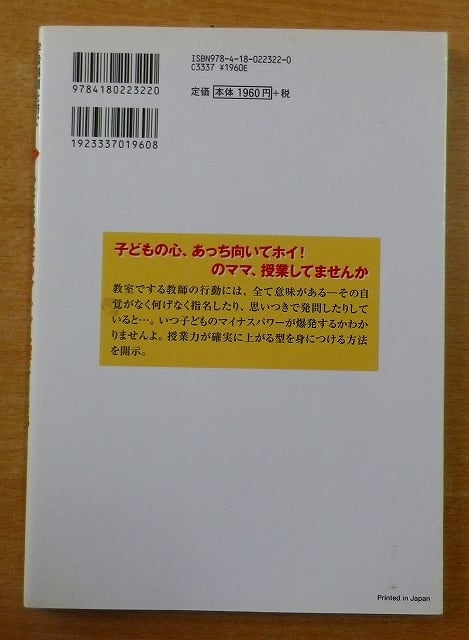 ISBN978-4-18-022322-0
C3337 ¥1960E
9784180223220
定価 本体 1960円 +税
1923337019608
子どもの心、あっち向いてホイ!
のママ、授業してませんか
教室でする教師の行動には、全て意味がある―その自
覚がなく何げなく指名したり、思いつきで発問したりして
いると…。いつ子どものマイナスパワーが爆発するかわか
りませんよ。授業力が確実に上がる型を身につける方法
を開示。
Printed in Japan